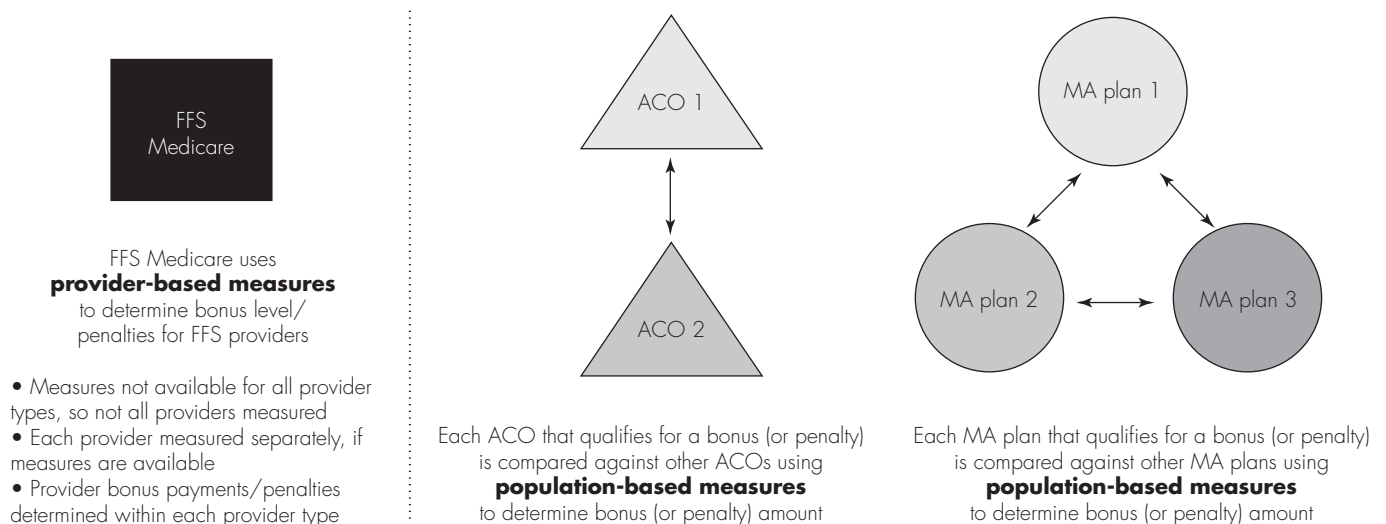 FFS
Medicare
FFS Medicare uses
provider-based measures
to determine bonus level/
penalties for FFS providers
• Measures not available for all provider
types, so not all providers measured
• Each provider measured separately, if
measures are available
• Provider bonus payments/penalties
determined within each provider type
ACO 1
ACO 2
Each ACO that qualifies for a bonus (or penalty)
is compared against other ACOs using
population-based measures
to determine bonus (or penalty) amount
MA plan 1
MA plan 2
MA plan 3
Each MA plan that qualifies for a bonus (or penalty)
is compared against other MA plans using
population-based measures
to determine bonus (or penalty) amount